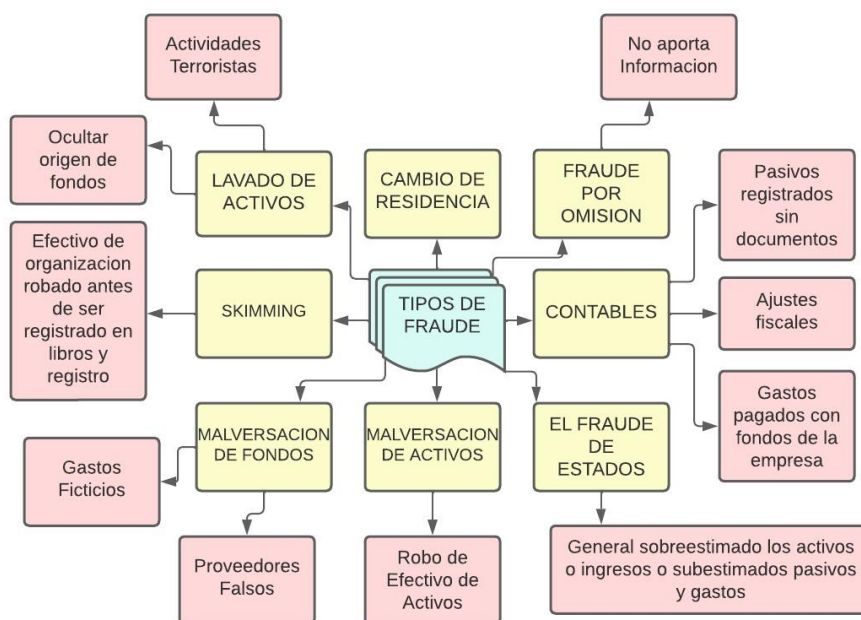 Actividades
Terroristas
No aporta
Informacion
Ocultar
origen de
fondos
LAVADO DE
ACTIVOS
CAMBIO DE
RESIDENCIA
FRAUDE
POR
OMISION
Pasivos
registrados
sin
documentos
Efectivo de
organizacion
robado antes
de ser
registrado en
libros y
registro
SKIMMING
TIPOS DE
FRAUDE
CONTABLES
Ajustes
fiscales
MALVERSACION
DE FONDOS
MALVERSACION
DE ACTIVOS
EL FRAUDE
DE
ESTADOS
Gastos
pagados con
fondos de la
empresa
Gastos
Ficticios
Proveedores
Falsos
Robo de
Efectivo de
Activos
General sobreestimado los activos
o ingresos o subestimados pasivos
y gastos